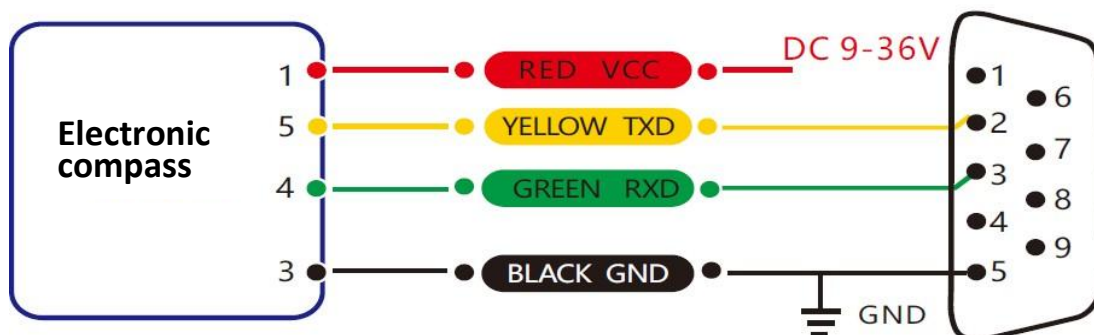 DC 9-36V
1
RED VCC
1
6
Electronic
compass
5
YELLOW TXD
2
7
4
GREEN RXD
3
8
4
9
3
BLACK GND
5
GND